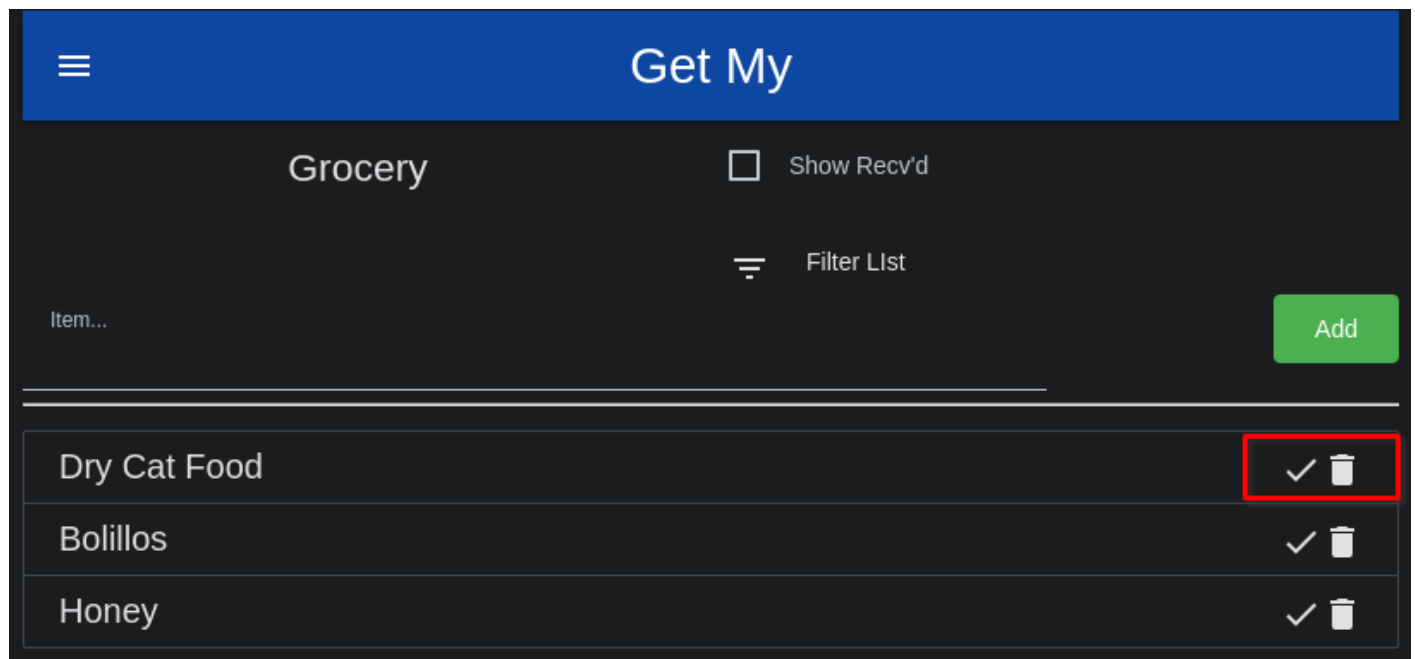 Get My
Grocery
Show Recv'd
Filter LIst
Item...
Add
Dry Cat Food
Bolillos
Honey